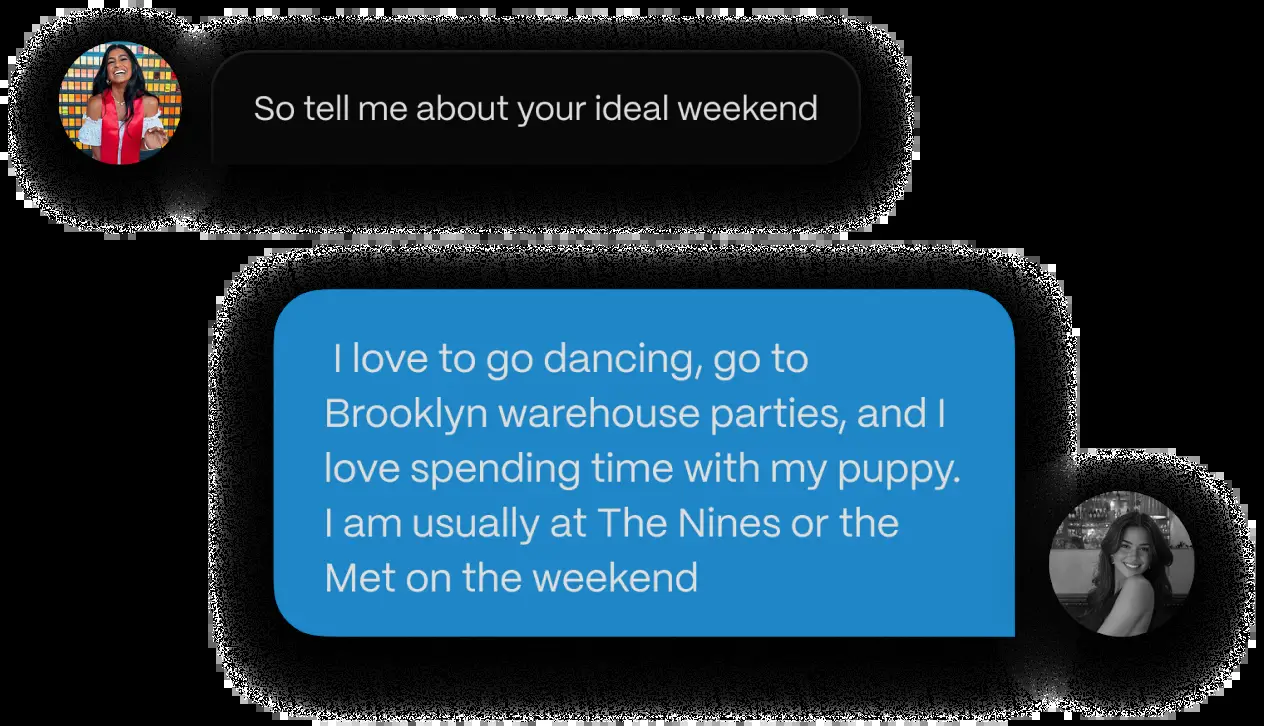 So tell me about your ideal weekend
I love to go dancing, go to
Brooklyn warehouse parties, and I
love spending time with my puppy.
I am usually at The Nines or the
Met on the weekend